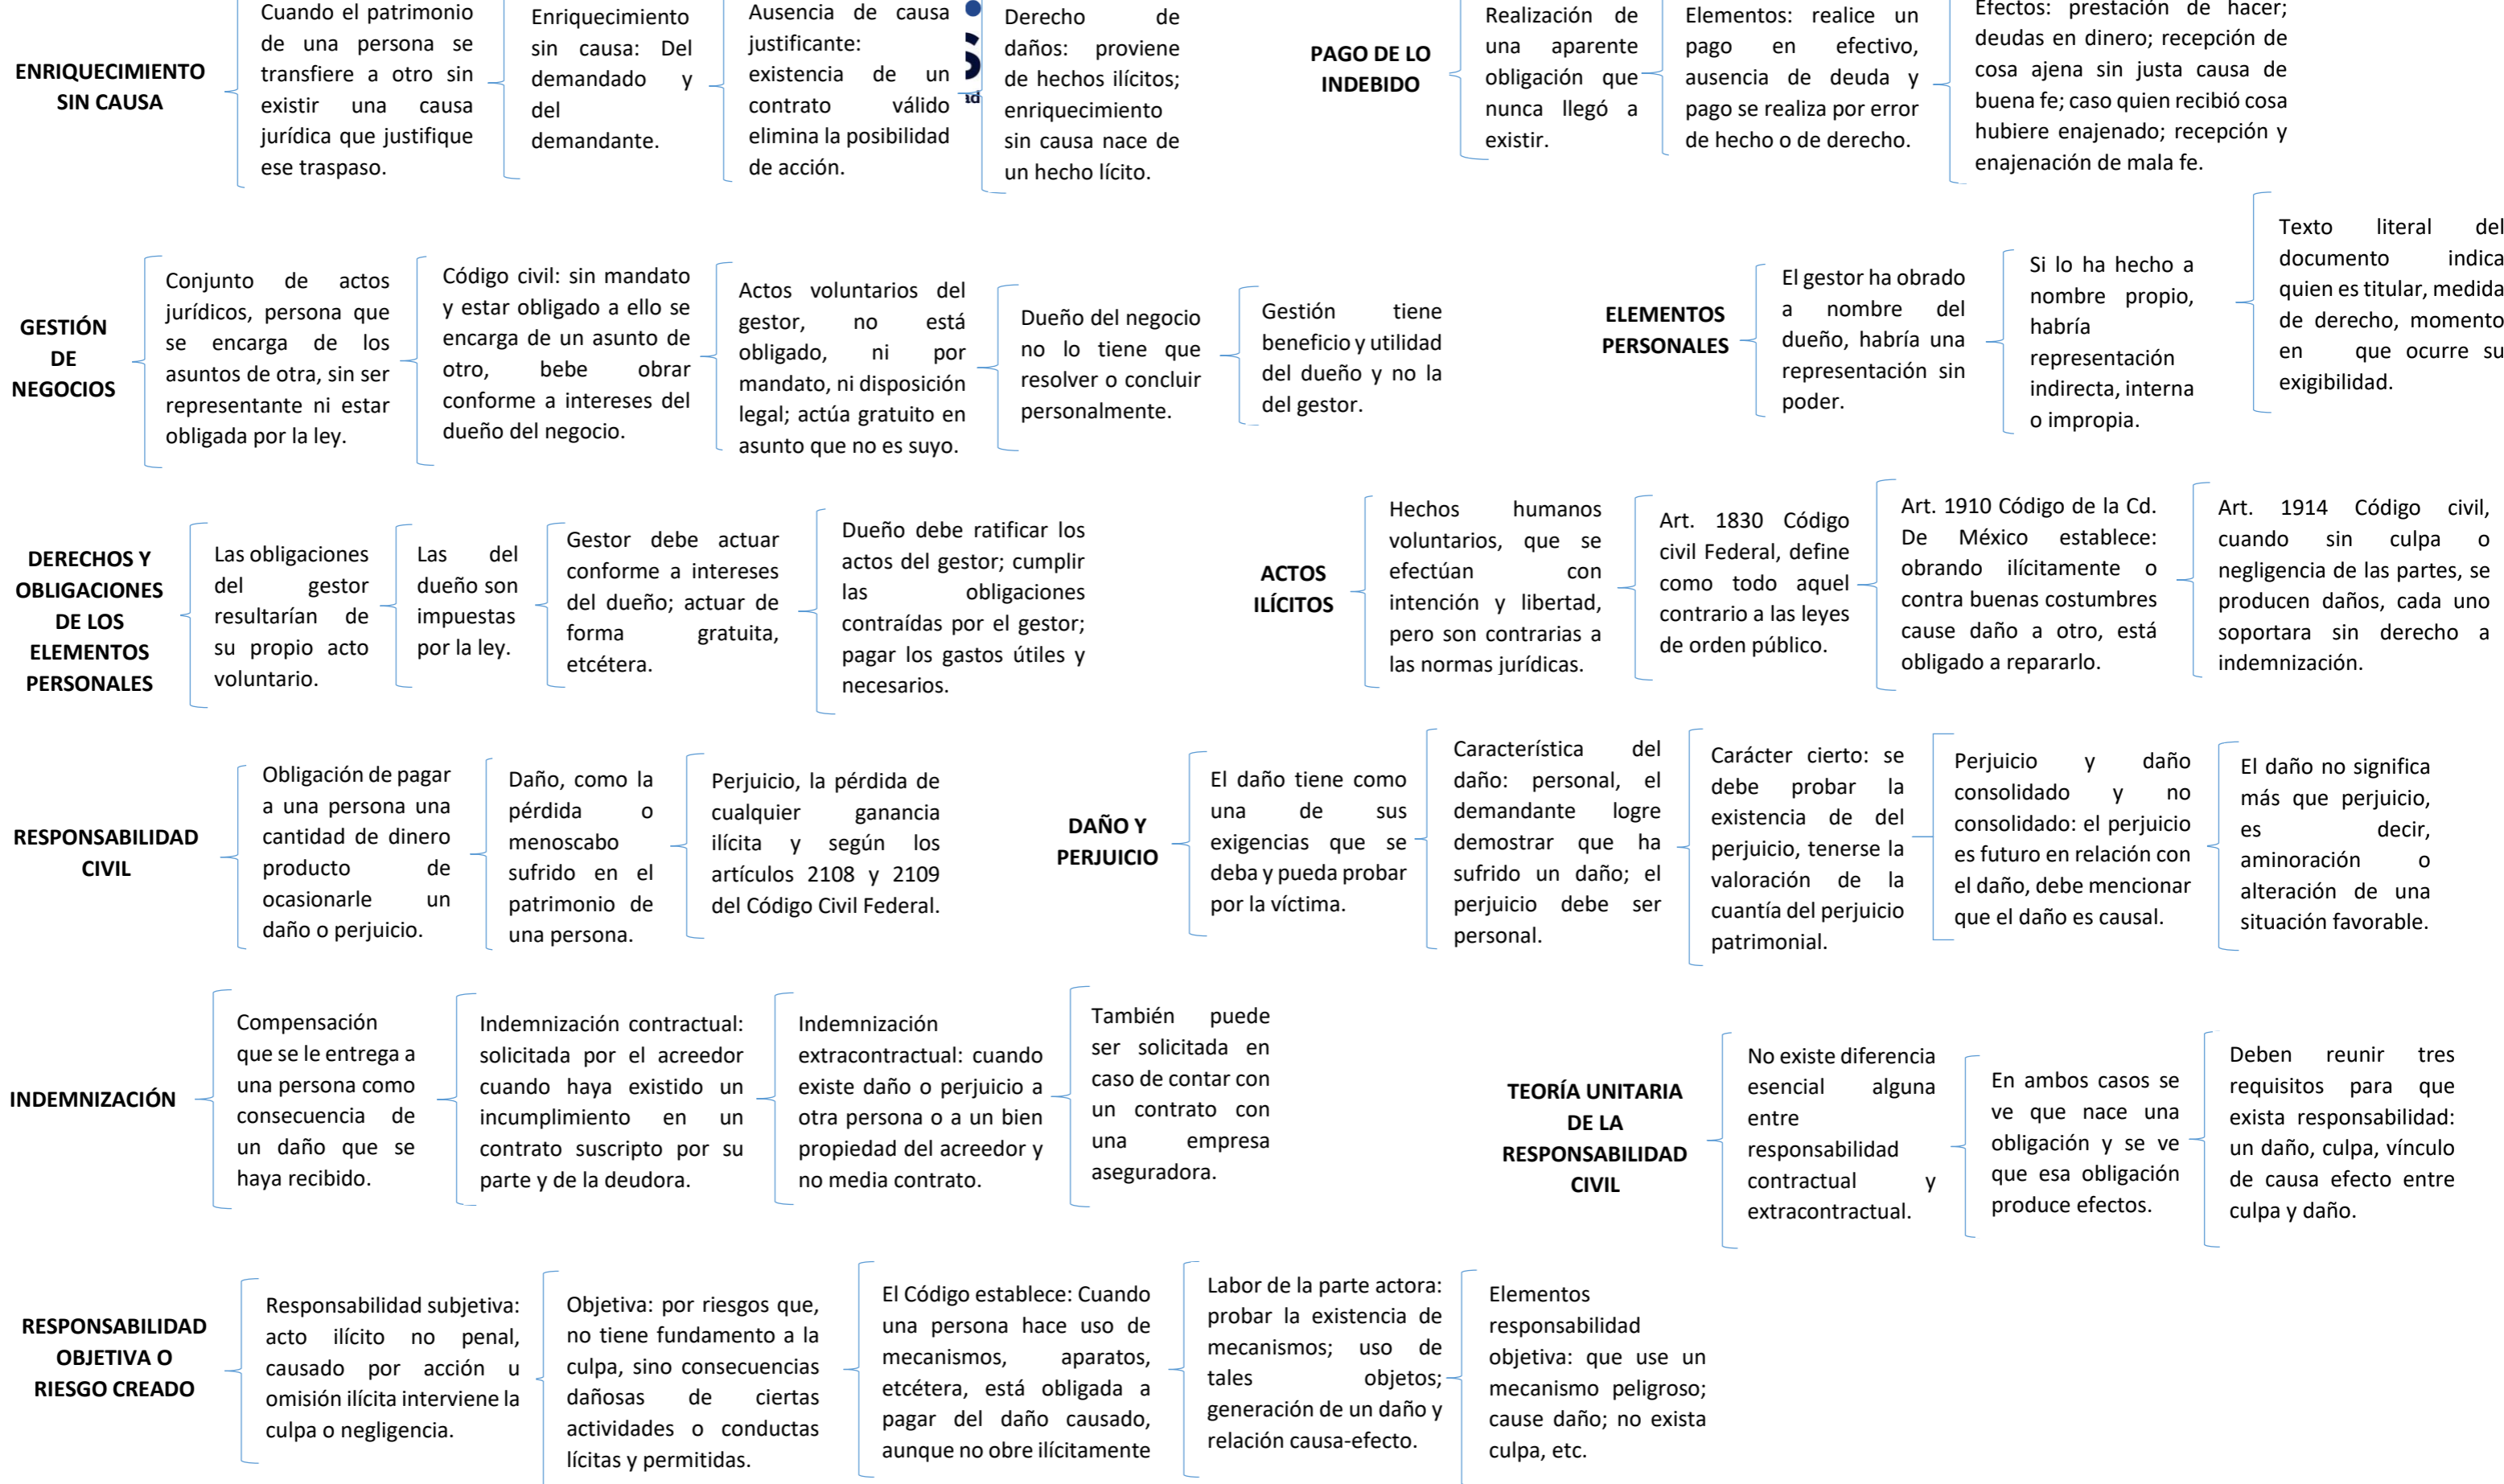 ENRIQUECIMIENTO
SIN CAUSA
Cuando el patrimonio
de una persona se
transfiere a otro sin
existir una causa
jurídica que justifique
ese traspaso.
Enriquecimiento
sin causa: Del
demandado y
del
demandante.
Ausencia de causa
justificante:
existencia de un
contrato válido
elimina la posibilidad
de acción.
Derecho de
daños: proviene
de hechos ilícitos;
enriquecimiento
sin causa nace de
un hecho lícito.
PAGO DE LO
INDEBIDO
Realización de
una aparente
obligación que
nunca llegó a
existir.
Elementos: realice un
pago en efectivo,
ausencia de deuda y
pago se realiza por error
de hecho o de derecho.
Efectos: prestación de hacer;
deudas en dinero; recepción de
cosa ajena sin justa causa de
buena fe; caso quien recibió cosa
hubiere enajenado; recepción y
enajenación de mala fe.
GESTIÓN
DE
NEGOCIOS
Conjunto de actos
jurídicos, persona que
se encarga de los
asuntos de otra, sin ser
representante ni estar
obligada por la ley.
Código civil: sin mandato
y estar obligado a ello se
encarga de un asunto de
otro, bebe obrar
conforme a intereses del
dueño del negocio.
Actos voluntarios del
gestor, no está
obligado, ni por
mandato, ni disposición
legal; actúa gratuito en
asunto que no es suyo.
Dueño del negocio
no lo tiene que
resolver o concluir
personalmente.
Gestión tiene
beneficio y utilidad
del dueño y no la
del gestor.
ELEMENTOS
PERSONALES
El gestor ha obrado
a nombre del
dueño, habría una
representación sin
poder.
Si lo ha hecho a
nombre propio,
habría
representación
indirecta, interna
o impropia.
Texto literal del
documento indica
quien es titular, medida
de derecho, momento
en que ocurre su
exigibilidad.
DERECHOS Y
OBLIGACIONES
DE LOS
ELEMENTOS
PERSONALES
Las obligaciones
del gestor
resultarían de
su propio acto
voluntario.
Las del
dueño son
impuestas
por la ley.
Gestor debe actuar
conforme a intereses
del dueño; actuar de
forma gratuita,
etcétera.
Dueño debe ratificar los
actos del gestor; cumplir
las obligaciones
contraídas por el gestor;
pagar los gastos útiles y
necesarios.
ACTOS
ILÍCITOS
Hechos humanos
voluntarios, que se
efectúan con
intención y libertad,
pero son contrarias a
las normas jurídicas.
Art. 1830 Código
civil Federal, define
como todo aquel
contrario a las leyes
de orden público.
Art. 1910 Código de la Cd.
De México establece:
obrando ilícitamente o
contra buenas costumbres
cause daño a otro, está
obligado a repararlo.
Art. 1914 Código civil,
cuando sin culpa o
negligencia de las partes, se
producen daños, cada uno
soportara sin derecho a
indemnización.
RESPONSABILIDAD
CIVIL
Obligación de pagar
a una persona una
cantidad de dinero
producto de
ocasionarle un
daño o perjuicio.
Daño, como la
pérdida o
menoscabo
sufrido en el
patrimonio de
una persona.
Perjuicio, la pérdida de
cualquier ganancia
ilícita y según los
artículos 2108 y 2109
del Código Civil Federal.
DAÑO Y
PERJUICIO
El daño tiene como
una de sus
exigencias que se
deba y pueda probar
por la víctima.
Característica del
daño: personal, el
demandante logre
demostrar que ha
sufrido un daño; el
perjuicio debe ser
personal.
Carácter cierto: se
debe probar la
existencia de del
perjuicio, tenerse la
valoración de la
cuantía del perjuicio
patrimonial.
Perjuicio y daño
consolidado y no
consolidado: el perjuicio
es futuro en relación con
el daño, debe mencionar
que el daño es causal.
El daño no significa
más que perjuicio,
es decir,
aminoración o
alteración de una
situación favorable.
INDEMNIZACIÓN
Compensación
que se le entrega a
una persona como
consecuencia de
un daño que se
haya recibido.
Indemnización contractual:
solicitada por el acreedor
cuando haya existido un
incumplimiento en un
contrato suscripto por su
parte y de la deudora.
Indemnización
extracontractual: cuando
existe daño o perjuicio a
otra persona o a un bien
propiedad del acreedor y
no media contrato.
También puede
ser solicitada en
caso de contar con
un contrato con
una empresa
aseguradora.
TEORÍA UNITARIA
DE LA
RESPONSABILIDAD
CIVIL
No existe diferencia
esencial alguna
entre
responsabilidad
contractual y
extracontractual.
En ambos casos se
ve que nace una
obligación y se ve
que esa obligación
produce efectos.
Deben reunir tres
requisitos para que
exista responsabilidad:
un daño, culpa, vínculo
de causa efecto entre
culpa y daño.
RESPONSABILIDAD
OBJETIVA O
RIESGO CREADO
Responsabilidad subjetiva:
acto ilícito no penal,
causado por acción u
omisión ilícita interviene la
culpa o negligencia.
Objetiva: por riesgos que,
no tiene fundamento a la
culpa, sino consecuencias
dañosas de ciertas
actividades o conductas
lícitas y permitidas.
El Código establece: Cuando
una persona hace uso de
mecanismos, aparatos,
etcétera, está obligada a
pagar del daño causado,
aunque no obre ilícitamente
Labor de la parte actora:
probar la existencia de
mecanismos; uso de
tales objetos;
generación de un daño y
relación causa-efecto.
Elementos
responsabilidad
objetiva: que use un
mecanismo peligroso;
cause daño; no exista
culpa, etc.